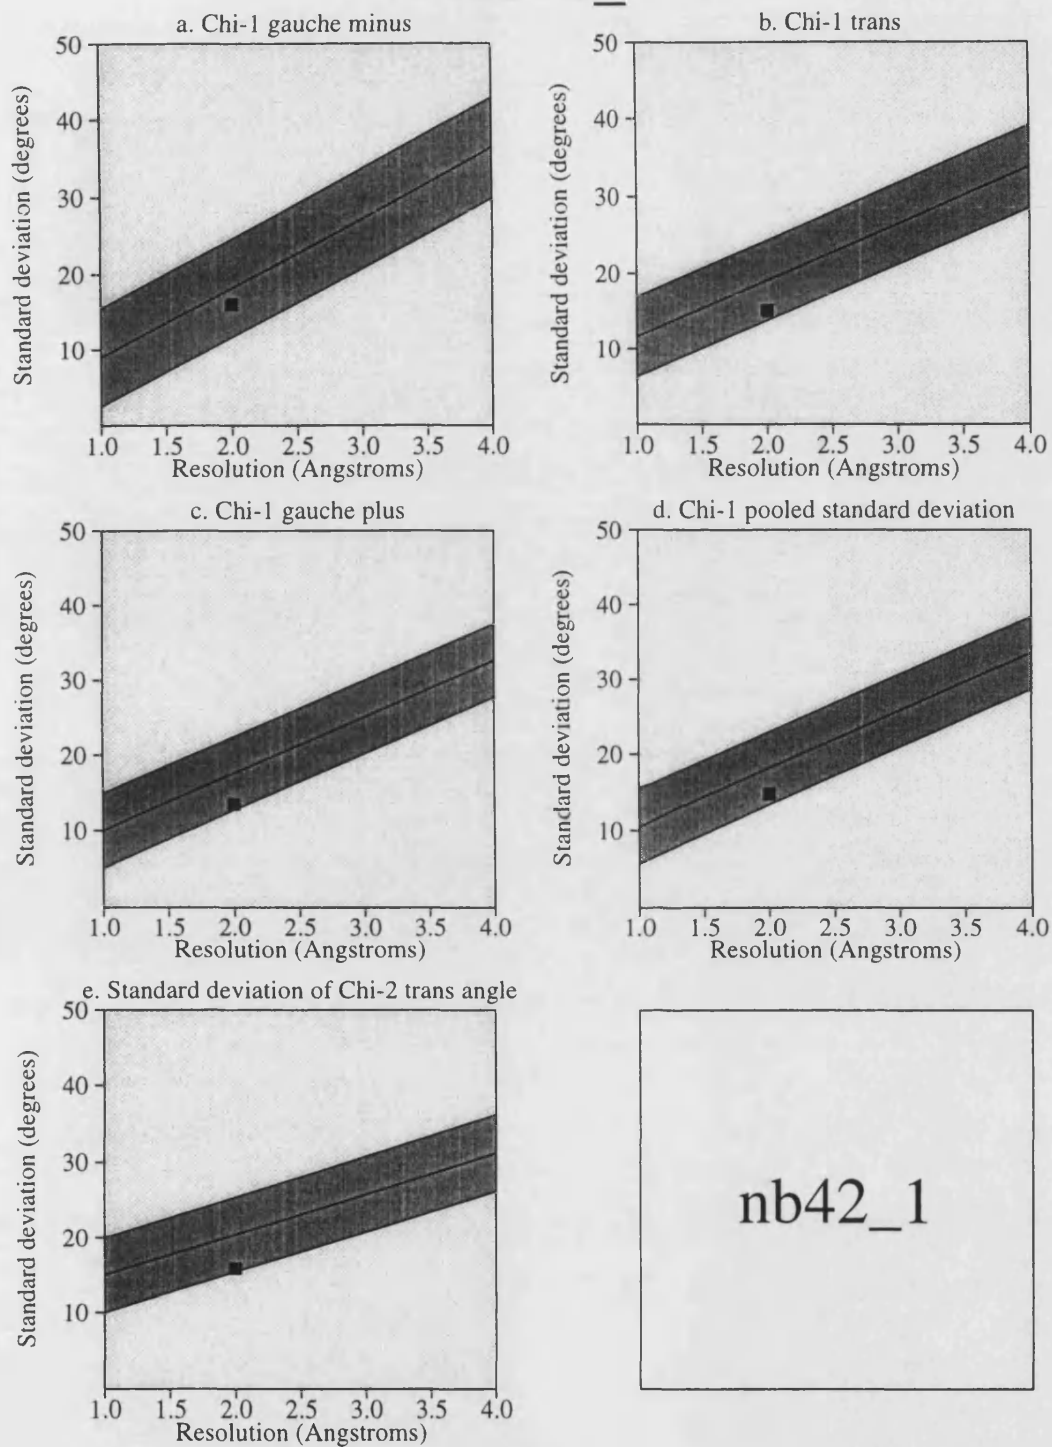 a. Chi-1 gauche minus
50
40
30
20
10
Standard deviation (degrees)
1.0 1.5 2.0 2.5 3.0 3.5 4.0
Resolution (Angstroms)
b. Chi-1 trans
50
40
30
20
10
Standard deviation (degrees)
1.0 1.5 2.0 2.5 3.0 3.5 4.0
Resolution (Angstroms)
c. Chi-1 gauche plus
50
40
30
20
10
Standard deviation (degrees)
1.0 1.5 2.0 2.5 3.0 3.5 4.0
Resolution (Angstroms)
d. Chi-1 pooled standard deviation
50
40
30
20
10
Standard deviation (degrees)
1.0 1.5 2.0 2.5 3.0 3.5 4.0
Resolution (Angstroms)
e. Standard deviation of Chi-2 trans angle
50
40
30
20
10
Standard deviation (degrees)
1.0 1.5 2.0 2.5 3.0 3.5 4.0
Resolution (Angstroms)
nb42_1